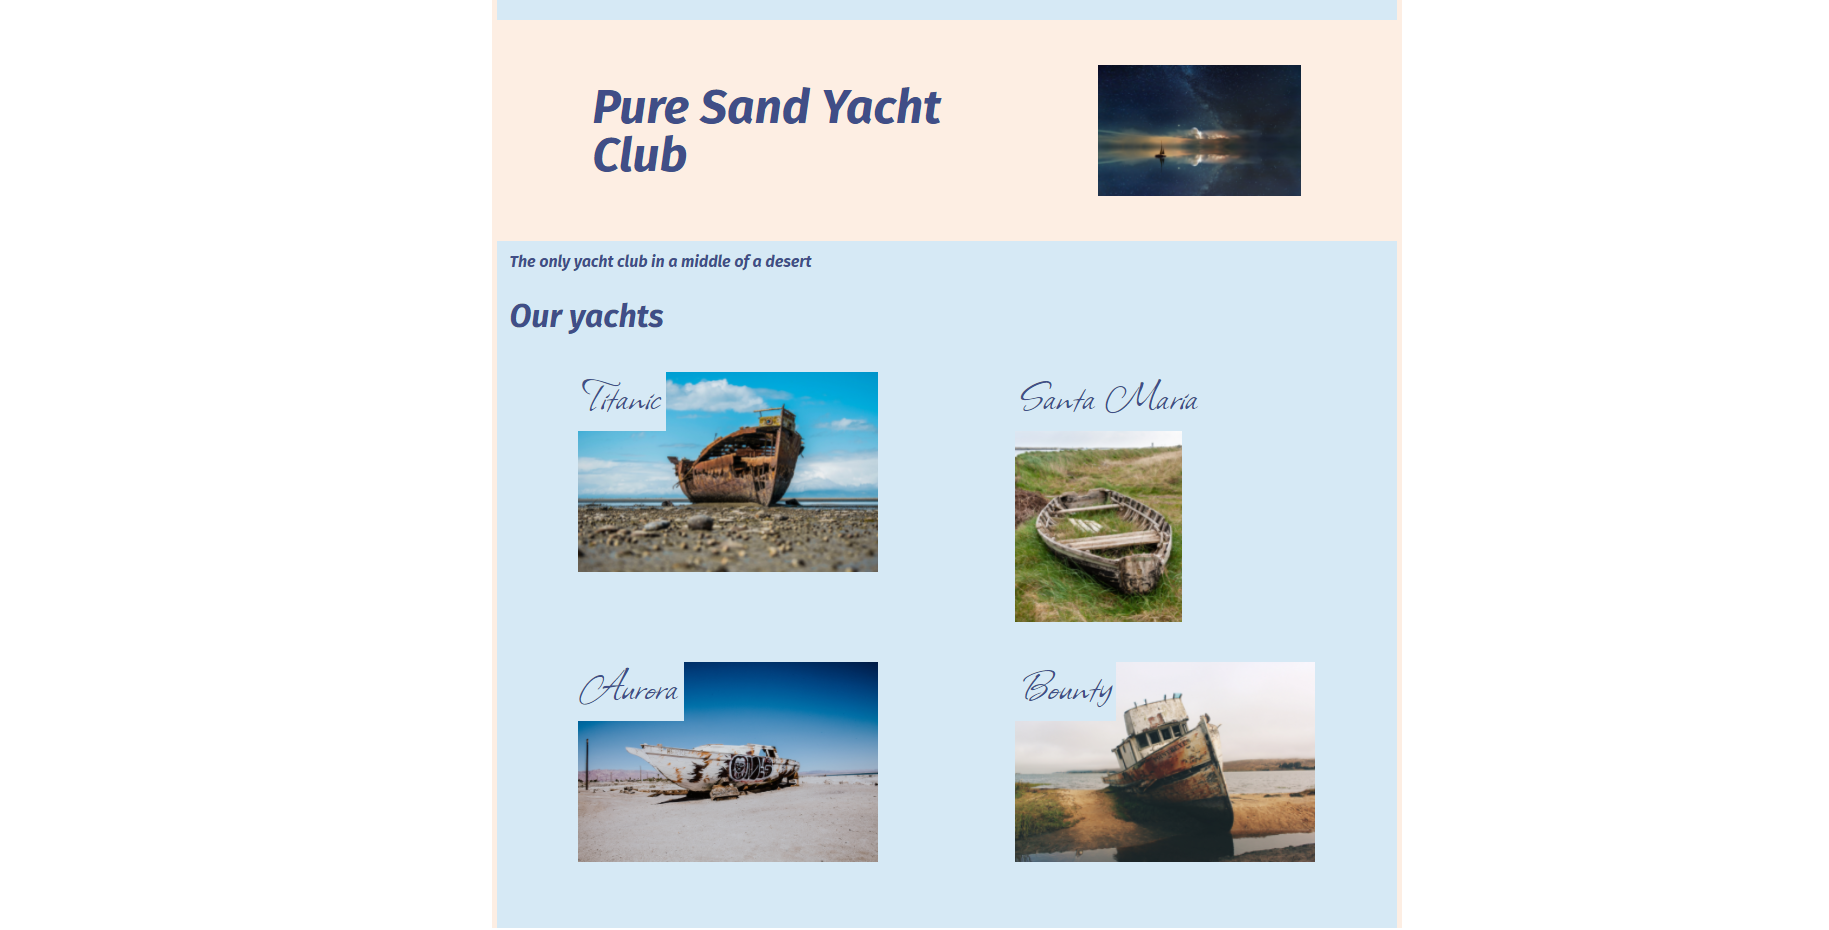 Pure Sand Yacht
Club
The only yacht club in a middle of a desert
Our yachts
Titanic
Santa Maria
Aurora
Bounty